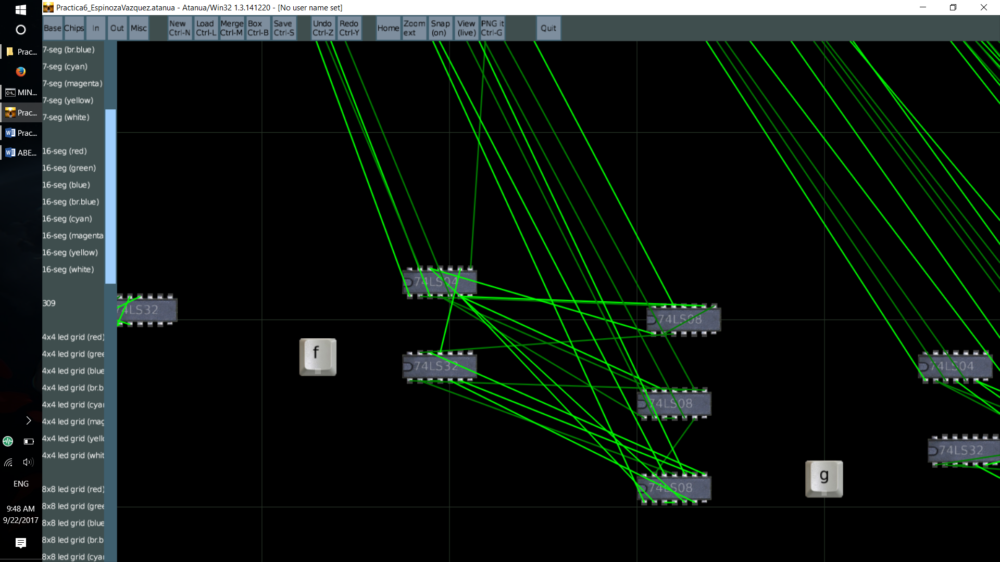 Practica6_EspinozaVazquez.atanua - Atanua/Win32 1.3.141220 - [No user name set]
Base
Chips
In
Out
Misc
New
Ctrl-N
Load
Ctrl-L
Merge
Ctrl-M
Box
Ctrl-B
Save
Ctrl-S
Undo
Ctrl-Z
Redo
Ctrl-Y
Home
Zoom
ext
Snap
(on)
View
(live)
PNG it
Ctrl-G
Quit
Prac...
MIN...
Prac...
Prac...
ABE...
ENG
9:48 AM
9/22/2017
7-seg (br.blue)
7-seg (cyan)
7-seg (magenta)
7-seg (yellow)
7-seg (white)
16-seg (red)
16-seg (green)
16-seg (blue)
16-seg (br.blue)
16-seg (cyan)
16-seg (magenta
16-seg (yellow)
16-seg (white)
309
4x4 led grid (red)
4x4 led grid (gree
4x4 led grid (blue
4x4 led grid (br.b
4x4 led grid (cyan
4x4 led grid (mag
4x4 led grid (yello
4x4 led grid (whit
8x8 led grid (red)
8x8 led grid (gree
8x8 led grid (blue
8x8 led grid (br.b
8x8 led grid (cyan
74LS32
f
74LS04
74LS32
74LS08
74LS08
74LS08
74LS04
74LS32
g